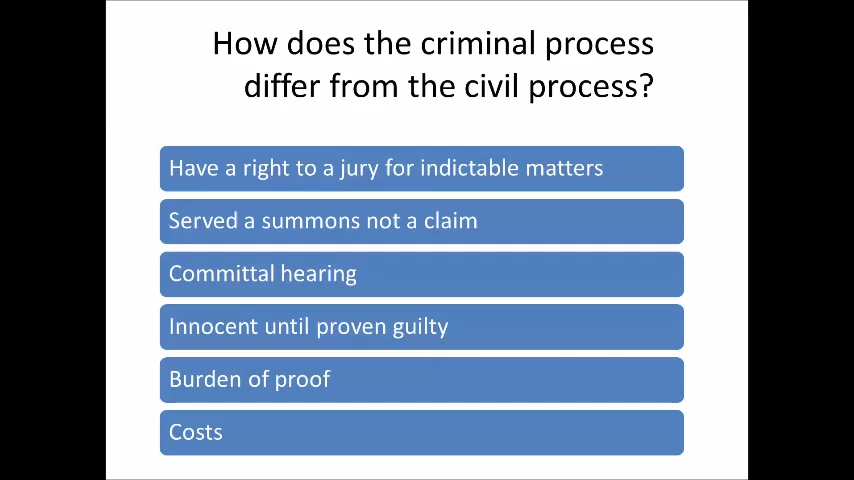 How does the criminal process
differ from the civil process?
Have a right to a jury for indictable matters
Served a summons not a claim
Committal hearing
Innocent until proven guilty
Burden of proof
Costs